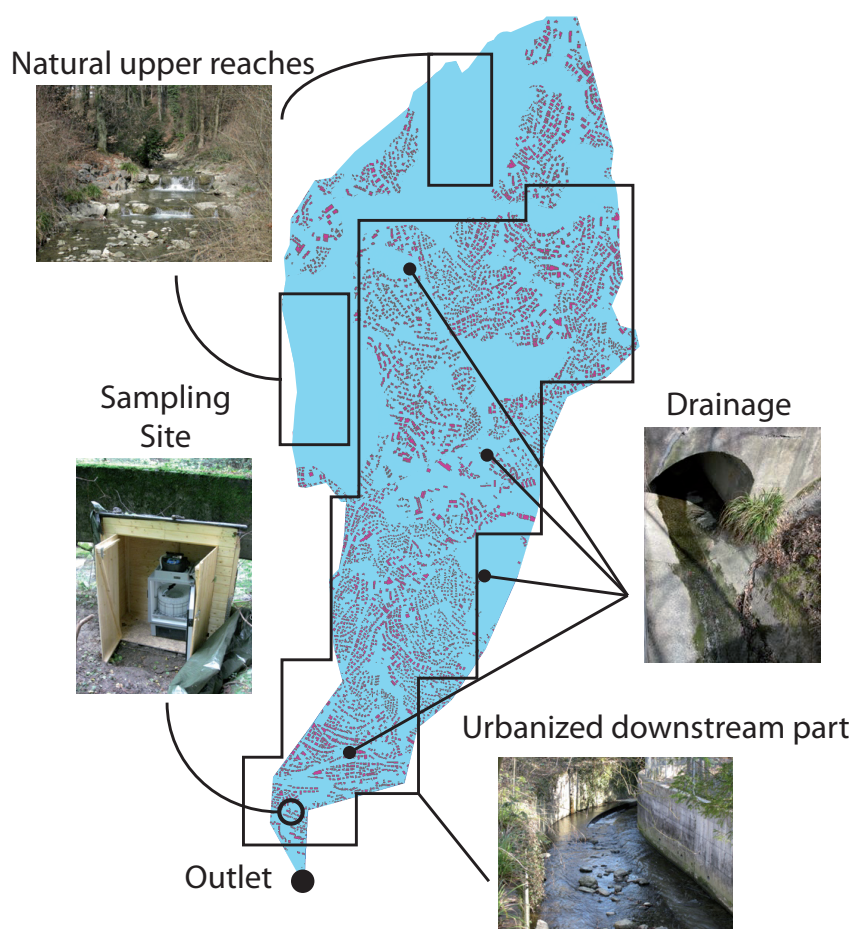 Natural upper reaches
Sampling
Site
Drainage
Urbanized downstream part
Outlet